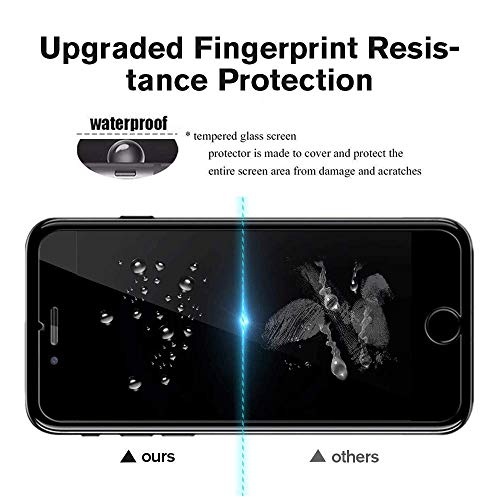 Upgraded Fingerprint Resis-
tance Protection
waterproof
* tempered glass screen
protector is made to cover and protect the
entire screen area from damage and acratches
▲ ours
▲ others